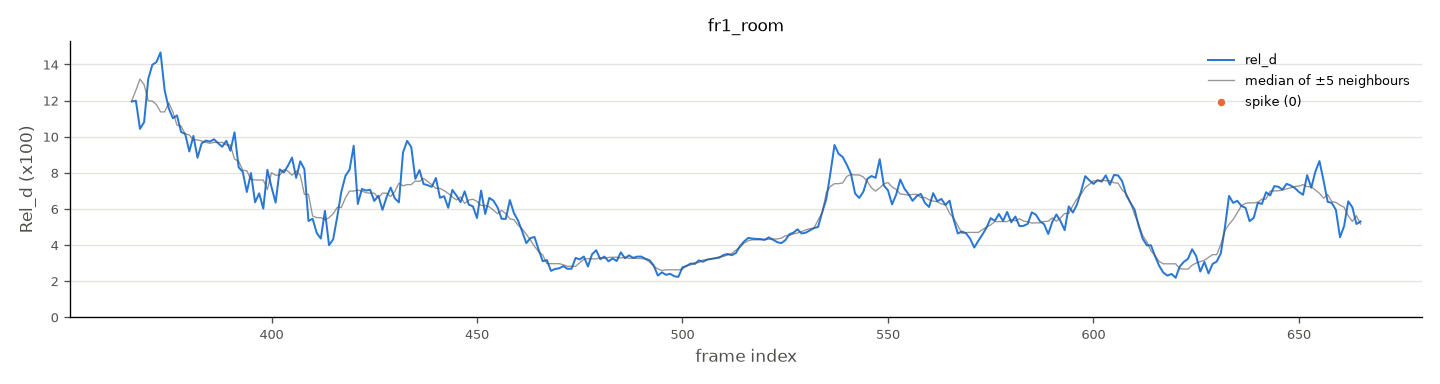 fr1_room
rel_d
median of ±5 neighbours
spike (0)
Rel_d (x100)
14
12
10
8
6
4
2
0
400
450
500
550
600
650
frame index